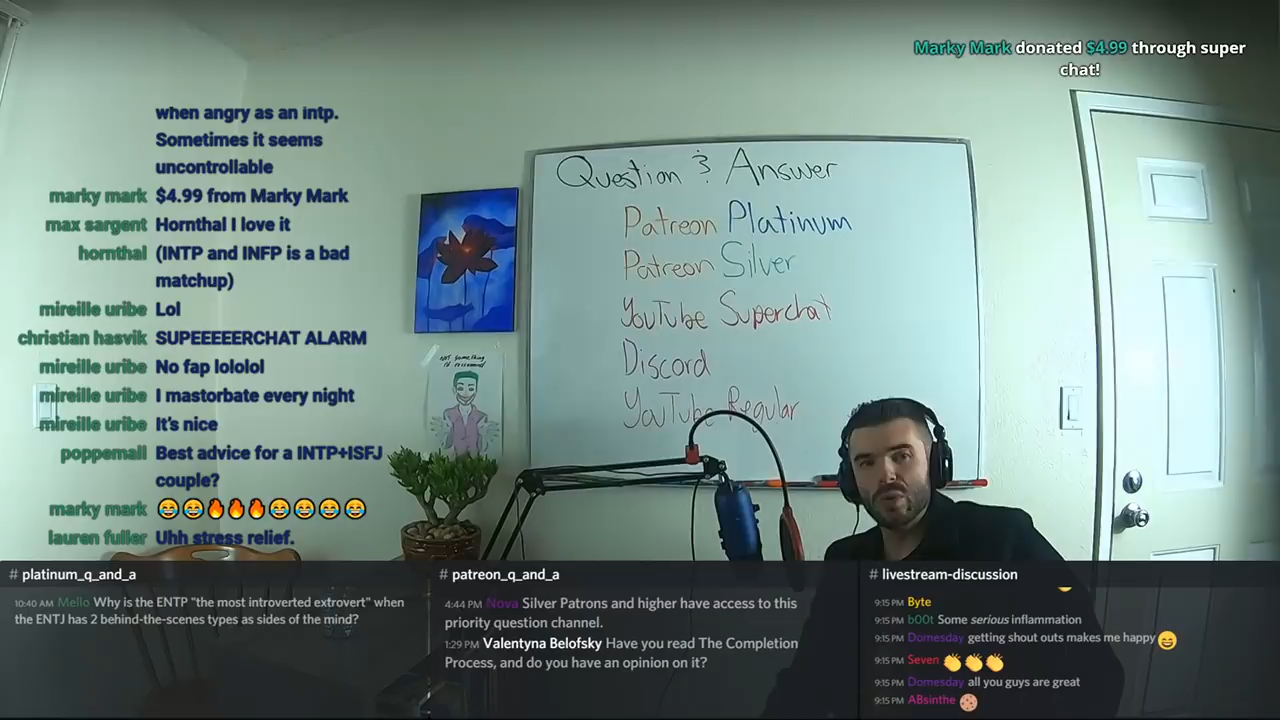 Marky Mark donated $4.99 through super
chat!
when angry as an intp.
Sometimes it seems
uncontrollable
marky mark $4.99 from Marky Mark
max sargent Hornthal I love it
hornthal (INTP and INFP is a bad
matchup)
mireille uribe Lol
christian hasvik SUPEEEEERCHAT ALARM
mireille uribe No fap lololol
mireille uribe I mastorbate every night
mireille uribe It’s nice
poppemall Best advice for a INTP+ISFJ
couple?
marky mark 😂😂🔥🔥🔥😂😂😂😂
lauren fuller Uhh stress relief.
Question & Answer
Patreon Platinum
Patreon Silver
YouTube Superchat
Discord
YouTube Regular
NOT something
I'd recommend
# platinum_q_and_a
10:40 AM Mello Why is the ENTP "the most introverted extrovert" when
the ENTJ has 2 behind-the-scenes types as sides of the mind?
# patreon_q_and_a
4:44 PM Nova Silver Patrons and higher have access to this
priority question channel.
1:29 PM Valentyna Belofsky Have you read The Completion
Process, and do you have an opinion on it?
# livestream-discussion
9:15 PM Byte
9:15 PM b00t Some serious inflammation
9:15 PM Domesday getting shout outs makes me happy 😄
9:15 PM Seven 👏👏👏
9:15 PM Domesday all you guys are great
9:15 PM ABsinthe 🍪